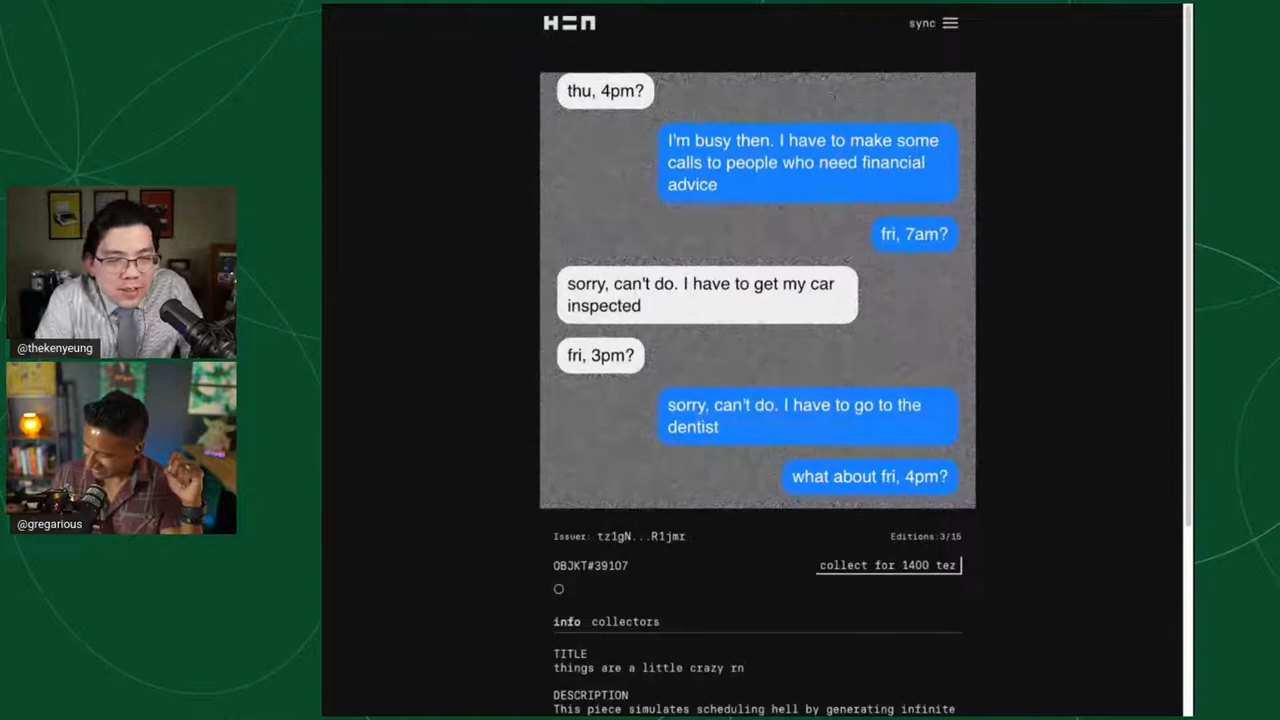 H=N
sync
thu, 4pm?
I'm busy then. I have to make some
calls to people who need financial
advice
fri, 7am?
sorry, can't do. I have to get my car
inspected
fri, 3pm?
sorry, can't do. I have to go to the
dentist
what about fri, 4pm?
@thekenyeung
@gregarious
Issuer: tz1gN...R1jmr
Editions:3/15
OBJKT#39107
collect for 1400 tez
info collectors
TITLE
things are a little crazy rn
DESCRIPTION
This piece simulates scheduling hell by generating infinite